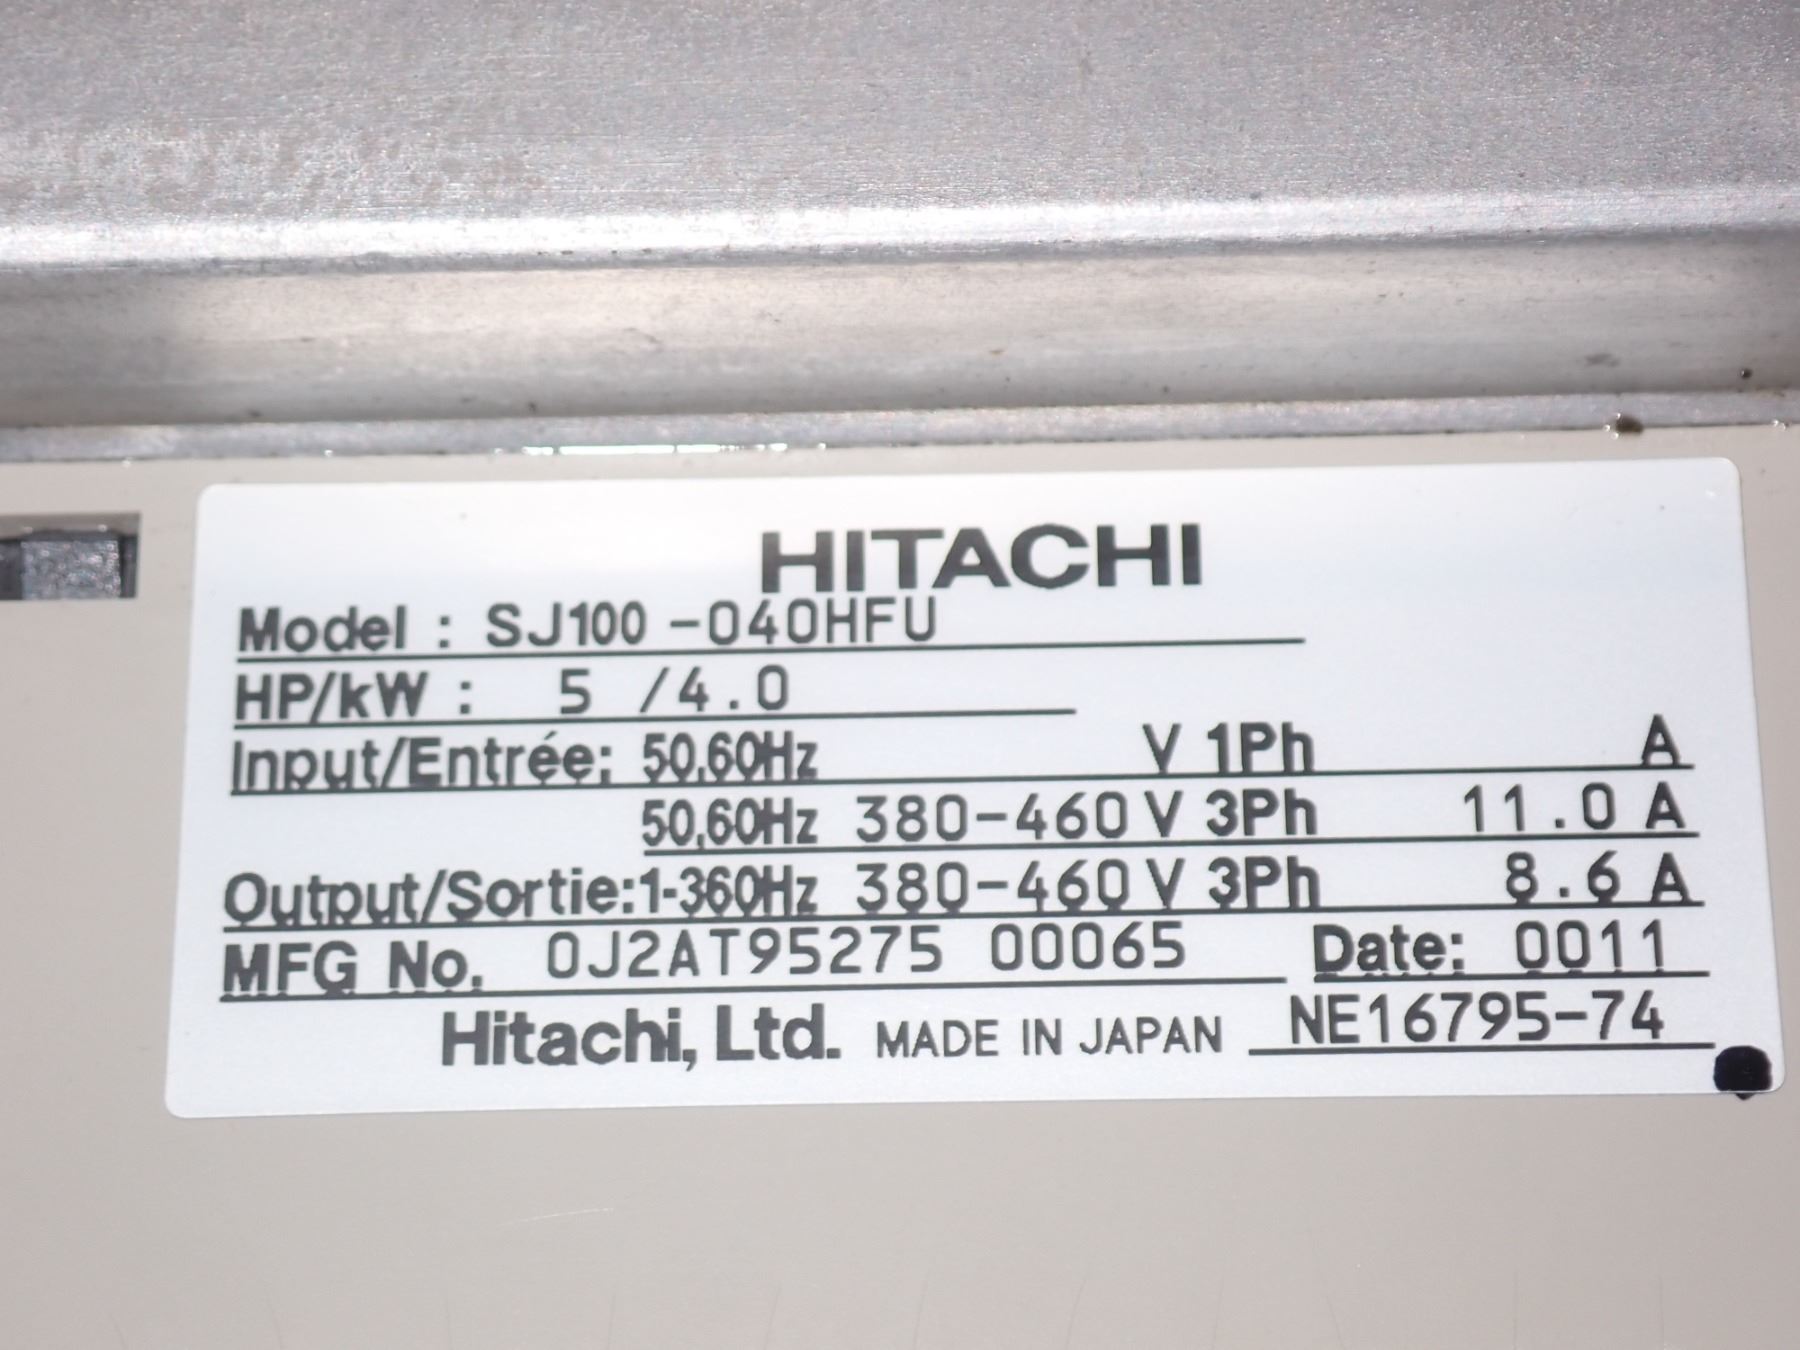 HITACHI
Model : SJ100 -040HFU
HP/kW : 5 /4.0
Input/Entrée: 50,60Hz V 1Ph A
50,60Hz 380-460 V 3Ph 11.0 A
Output/Sortie:1-360Hz 380-460 V 3Ph 8.6 A
MFG No. 0J2AT95275 00065 Date: 0011
Hitachi, Ltd. MADE IN JAPAN NE16795-74